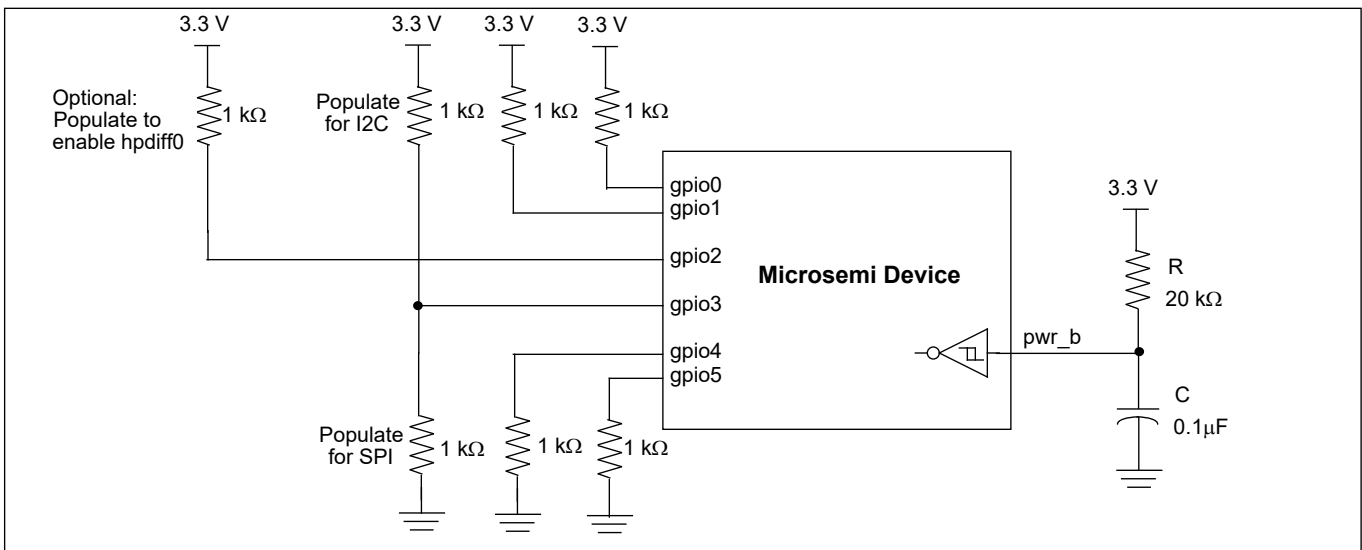 3.3 V
3.3 V
3.3 V
3.3 V
Optional:
Populate to
enable hpdiff0
1 kΩ
Populate
for I2C
1 kΩ
1 kΩ
1 kΩ
gpio0
gpio1
gpio2
gpio3
gpio4
gpio5
Microsemi Device
pwr_b
3.3 V
R
20 kΩ
C
0.1μF
Populate
for SPI
1 kΩ
1 kΩ
1 kΩ